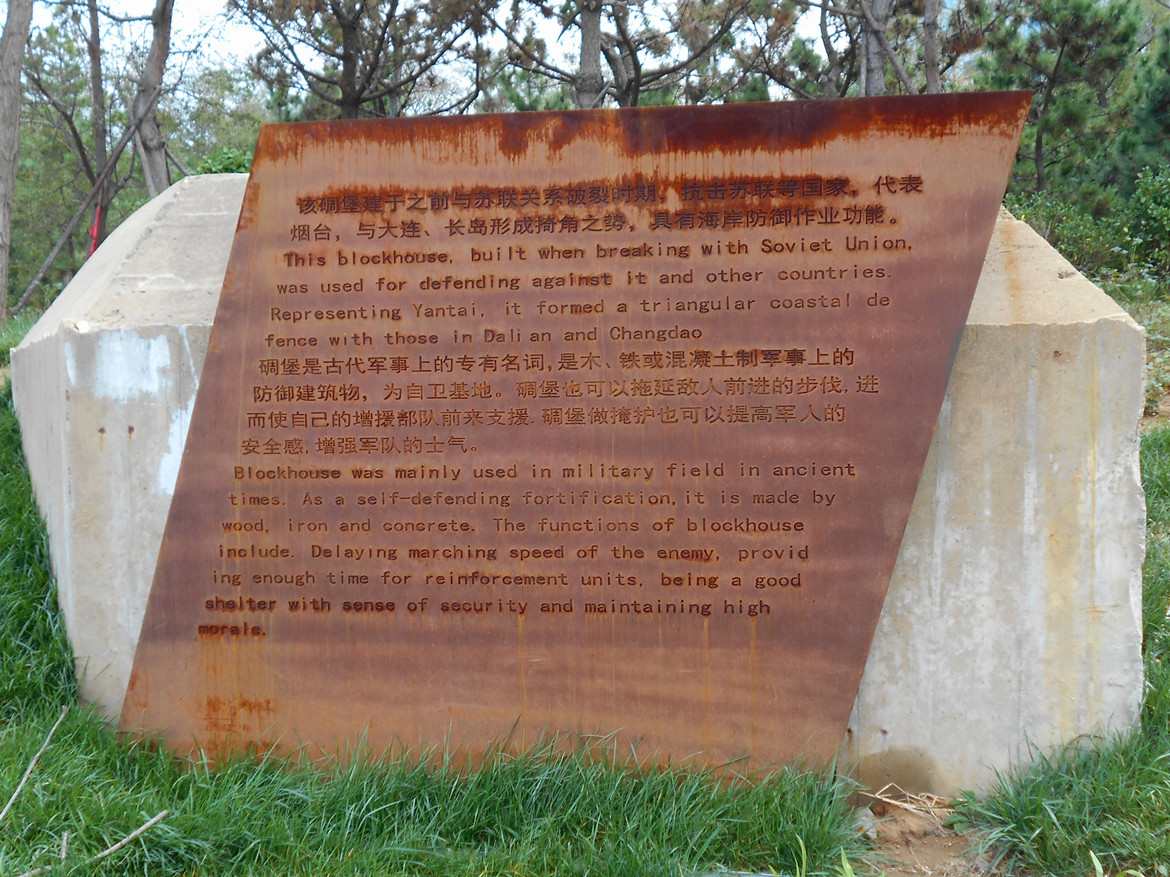 该碉堡建于之前与苏联关系破裂时期，抗击苏联等国家。代表
烟台，与大连、长岛形成掎角之势，具有海岸防御作业功能。
This blockhouse, built when breaking with Soviet Union,
was used for defending against it and other countries.
Representing Yantai, it formed a triangular coastal de
fence with those in Dalian and Changdao
碉堡是古代军事上的专有名词,是木、铁或混凝土制军事上的
防御建筑物，为自卫基地。碉堡也可以拖延敌人前进的步伐,进
而使自己的增援部队前来支援.碉堡做掩护也可以提高军人的
安全感,增强军队的士气。
Blockhouse was mainly used in military field in ancient
times. As a self-defending fortification,it is made by
wood, iron and concrete. The functions of blockhouse
include. Delaying marching speed of the enemy, provid
ing enough time for reinforcement units, being a good
shelter with sense of security and maintaining high
morale.